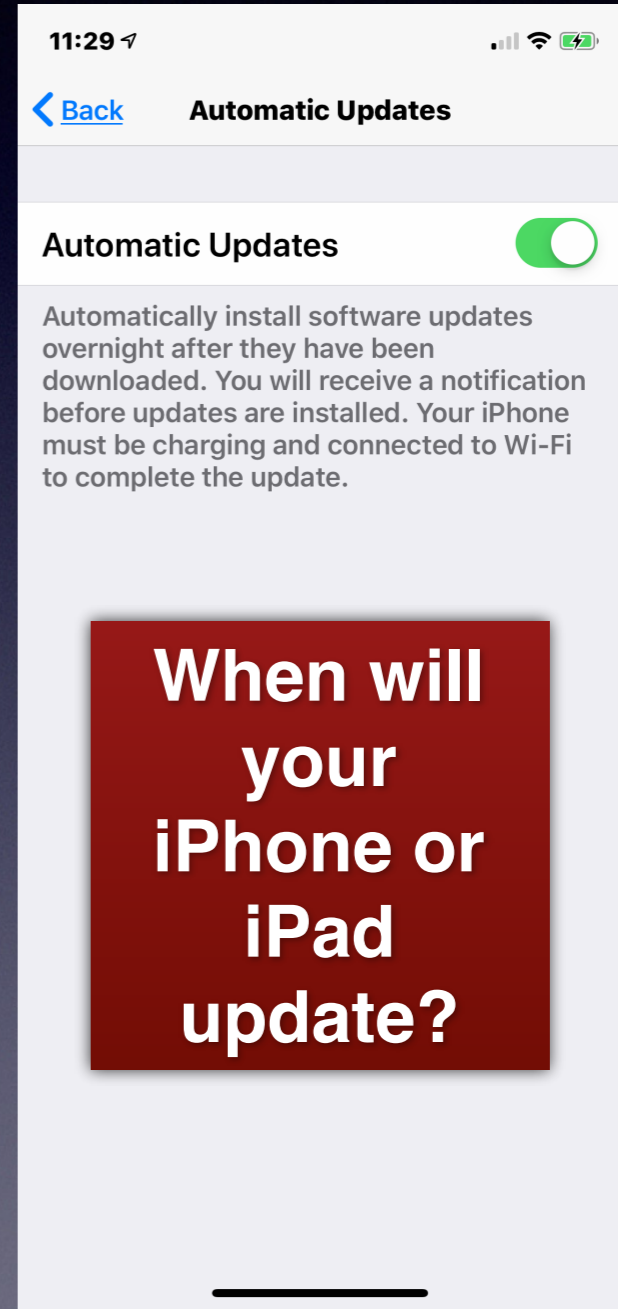 11:29
Back
Automatic Updates
Automatic Updates
Automatically install software updates
overnight after they have been
downloaded. You will receive a notification
before updates are installed. Your iPhone
must be charging and connected to Wi-Fi
to complete the update.
When will
your
iPhone or
iPad
update?